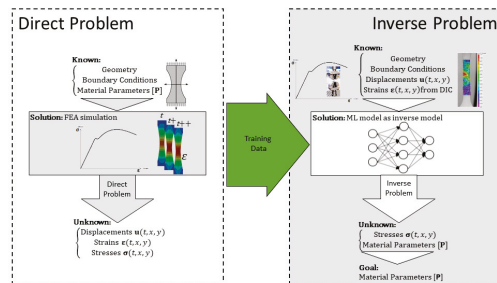 Direct Problem
Known:
Geometry
Boundary Conditions
Material Parameters [𝐏]
Solution: FEA simulation
σ
ε
t
t+
t++
ℰ
Direct
Problem
Unknown:
Displacements 𝐮(t, x, y)
Strains 𝛆(t, x, y)
Stresses 𝛔(t, x, y)
Training
Data
Inverse Problem
Known:
Geometry
Boundary Conditions
Displacements 𝐮(t, x, y)
Strains 𝛆(t, x, y)from DIC
Solution: ML model as inverse model
Inverse
Problem
Unknown:
Stresses 𝛔(t, x, y)
Material Parameters [𝐏]
Goal:
Material Parameters [𝐏]